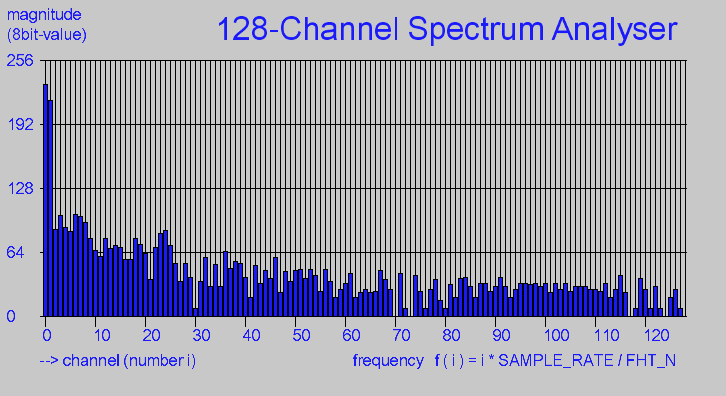 magnitude
(8bit-value)
128-Channel Spectrum Analyser
256
192
128
64
0
0 10 20 30 40 50 60 70 80 90 100 110 120
--> channel (number i)
frequency f ( i ) = i * SAMPLE_RATE / FHT_N